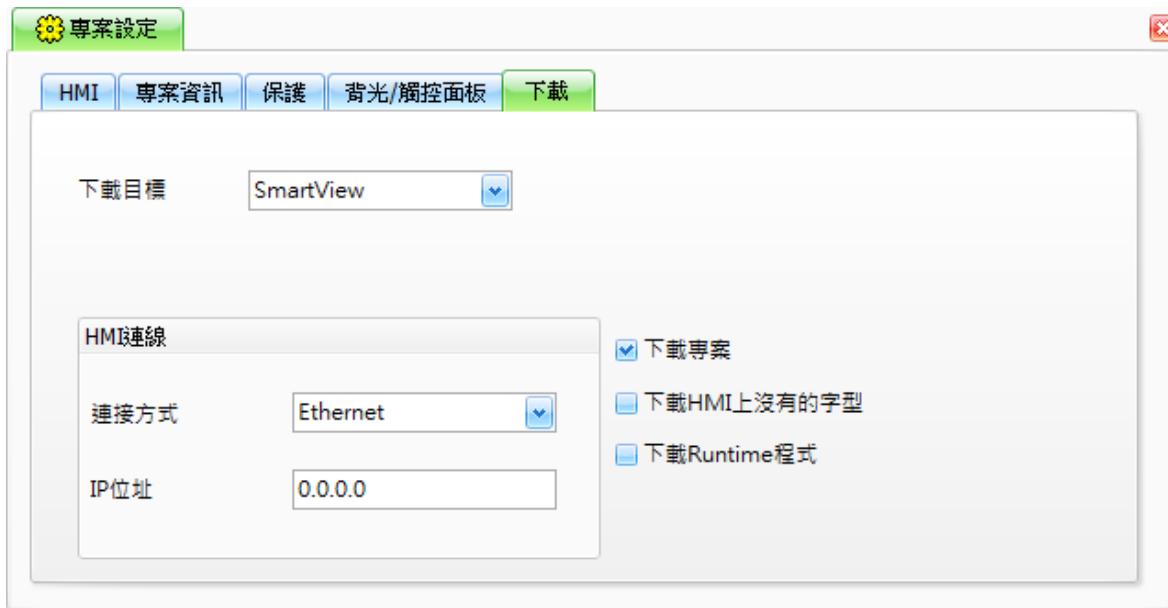 專案設定
HMI 專案資訊 保護 背光/觸控面板 下載
下載目標 SmartView
HMI連線
下載專案
連接方式 Ethernet
下載HMI上沒有的字型
下載Runtime程式
IP位址 0.0.0.0